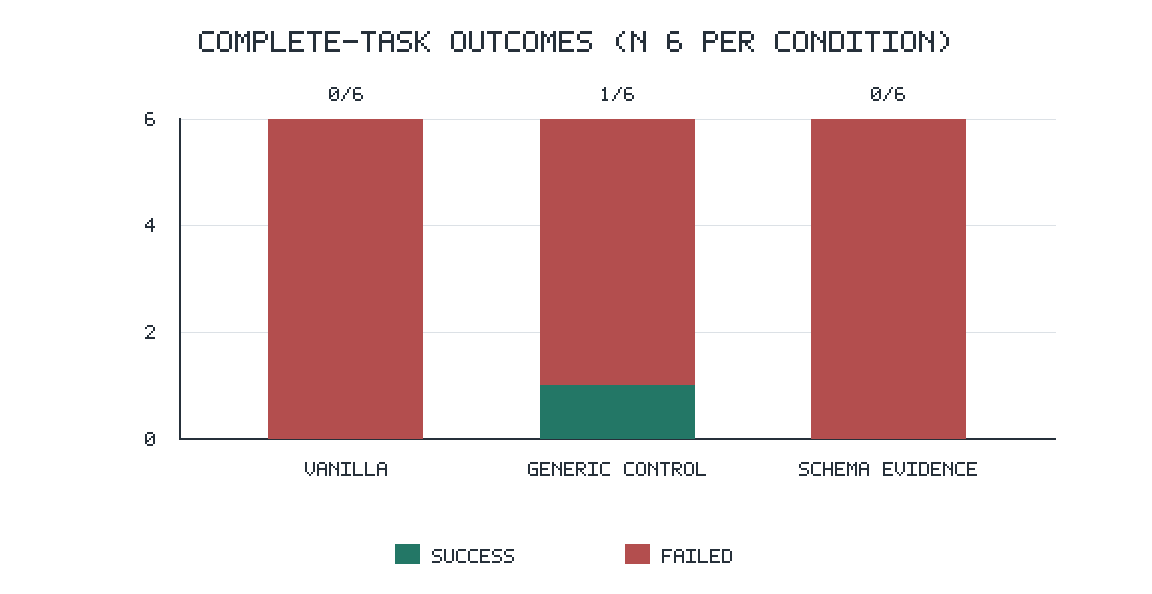 COMPLETE-TASK OUTCOMES (N 6 PER CONDITION)
0/6 1/6 0/6
6
4
2
0
VANILLA GENERIC CONTROL SCHEMA EVIDENCE
SUCCESS FAILED